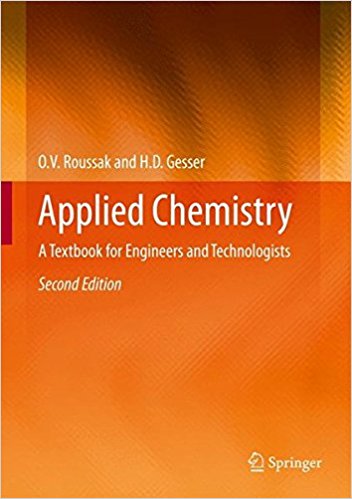 O.V. Roussak and H.D. Gesser
Applied Chemistry
A Textbook for Engineers and Technologists
Second Edition
Springer